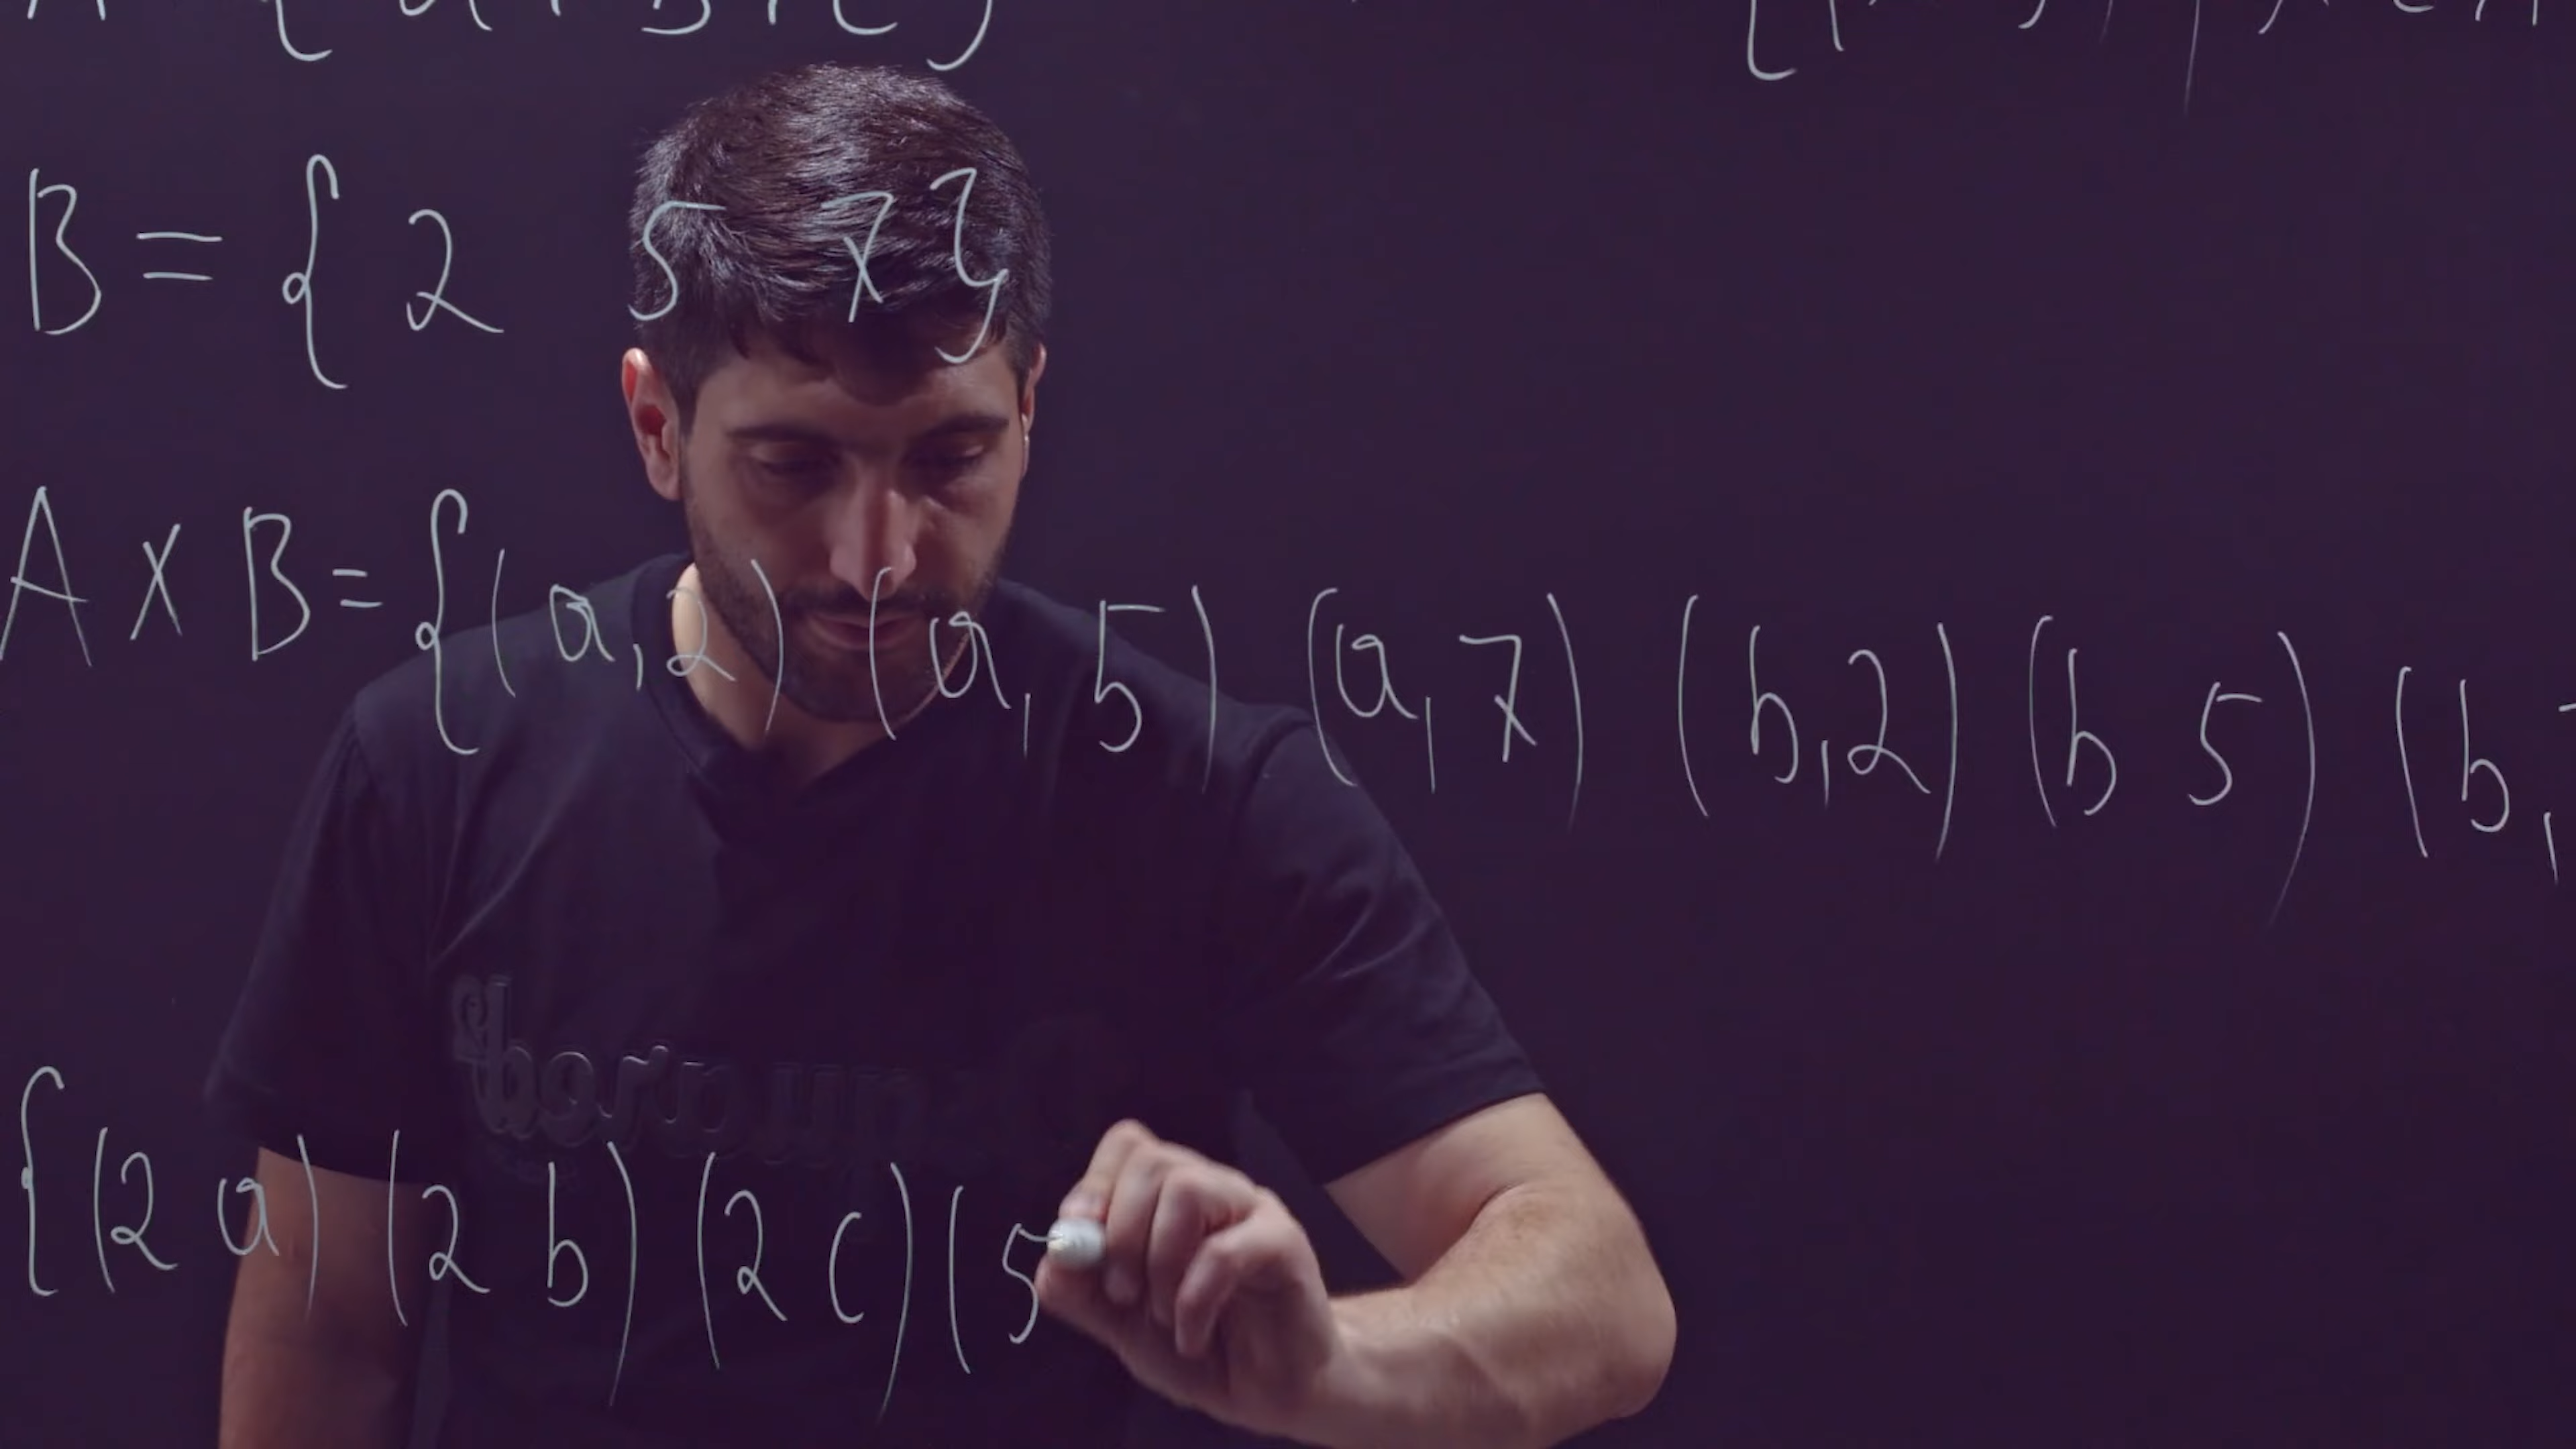 B = { 2 5 7 }
A × B = { (a,2) (a,5) (a,7) (b,2) (b 5) (b,
{ (2 a) (2 b) (2 c) ( 5